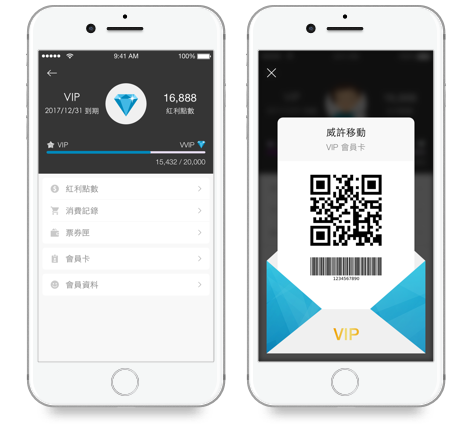 9:41 AM 100%
VIP
2017/12/31 到期
16,888
紅利點數
VIP VVIP
15,432 / 20,000
紅利點數
消費記錄
票券匣
會員卡
會員資料
威許移動
VIP 會員卡
1234567890
VIP